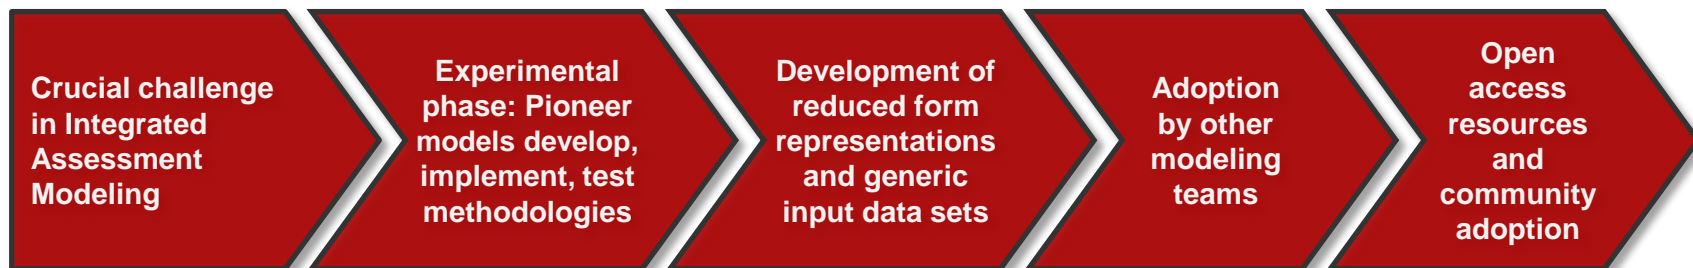 Crucial challenge
in Integrated
Assessment
Modeling
Experimental
phase: Pioneer
models develop,
implement, test
methodologies
Development of
reduced form
representations
and generic
input data sets
Adoption
by other
modeling
teams
Open
access
resources
and
community
adoption